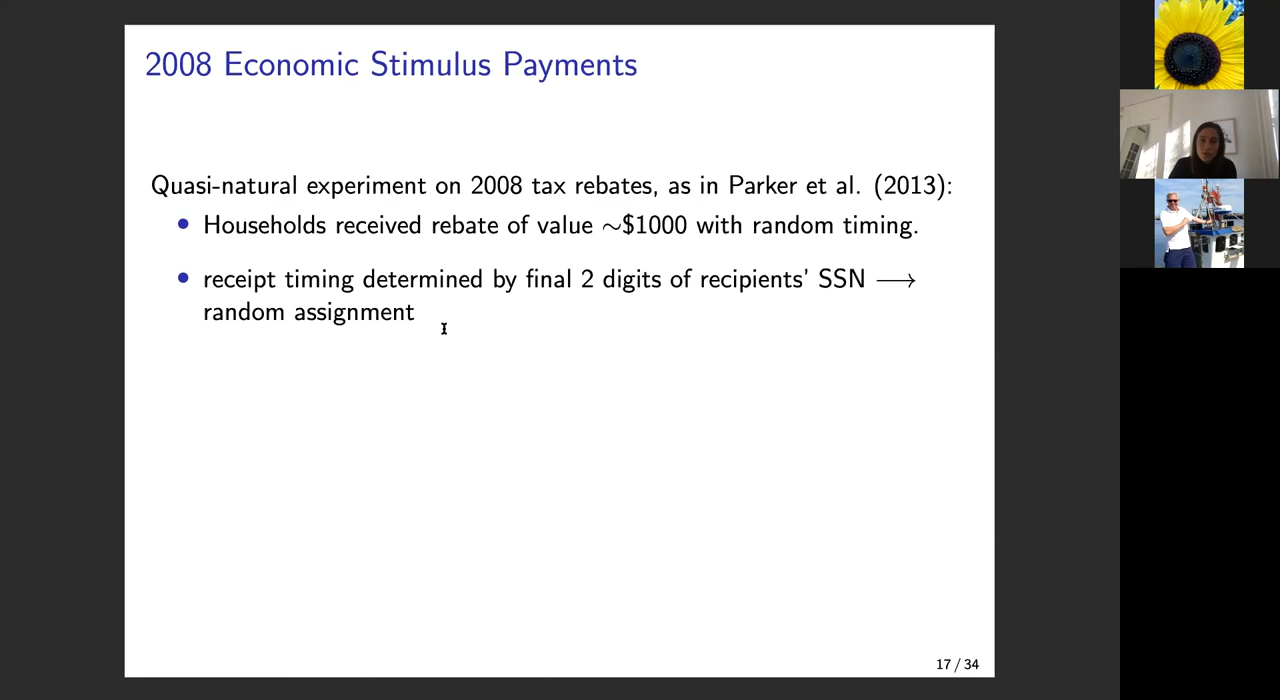 2008 Economic Stimulus Payments
Quasi-natural experiment on 2008 tax rebates, as in Parker et al. (2013):
• Households received rebate of value ~$1000 with random timing.
• receipt timing determined by final 2 digits of recipients' SSN ⟶
random assignment
17 / 34